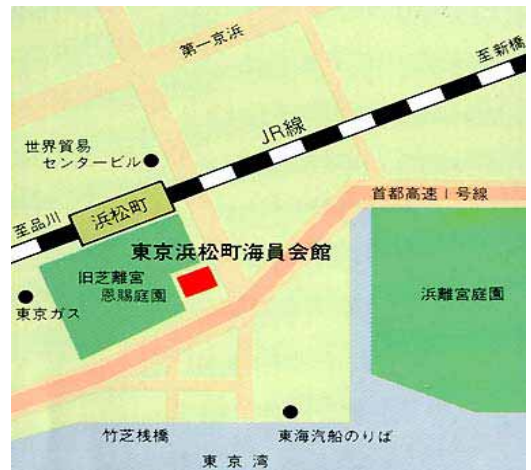 第一京浜
至新橋
JR線
世界貿易
センタービル
浜松町
至品川
首都高速1号線
東京浜松町海員会館
旧芝離宮
恩賜庭園
浜離宮庭園
東京ガス
竹芝桟橋
東海汽船のりば
東京湾